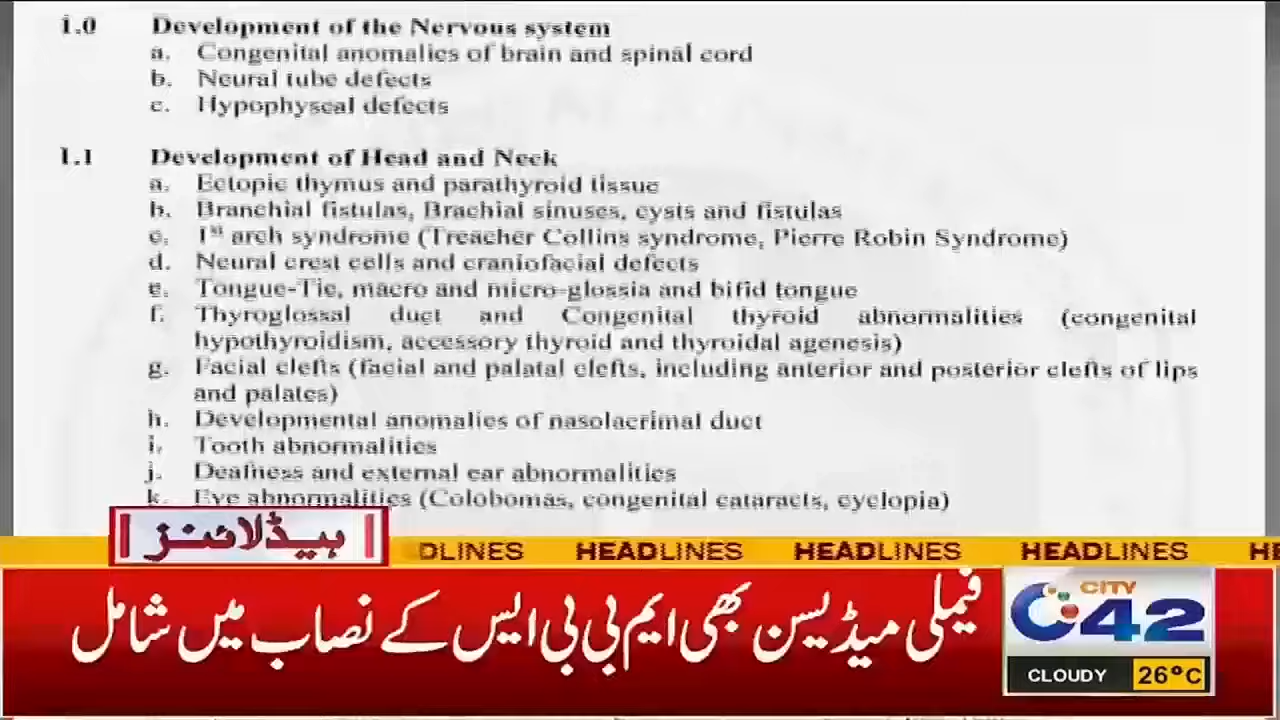 1.0 Development of the Nervous system
a. Congenital anomalies of brain and spinal cord
b. Neural tube defects
c. Hypophyseal defects
1.1 Development of Head and Neck
a. Ectopic thymus and parathyroid tissue
b. Branchial fistulas, Brachial sinuses, cysts and fistulas
c. 1st arch syndrome (Treacher Collins syndrome, Pierre Robin Syndrome)
d. Neural crest cells and craniofacial defects
e. Tongue-Tie, macro and micro-glossia and bifid tongue
f. Thyroglossal duct and Congenital thyroid abnormalities (congenital
hypothyroidism, accessory thyroid and thyroidal agenesis)
g. Facial clefts (facial and palatal clefts, including anterior and posterior clefts of lips
and palates)
h. Developmental anomalies of nasolacrimal duct
i. Tooth abnormalities
j. Deafness and external ear abnormalities
k. Eye abnormalities (Colobomas, congenital cataracts, cyclopia)
ہیڈلائنز
DLINES HEADLINES HEADLINES HEADLINES HE
فیملی میڈیسن بھی ایم بی بی ایس کے نصاب میں شامل
CITY
42
CLOUDY 26°C